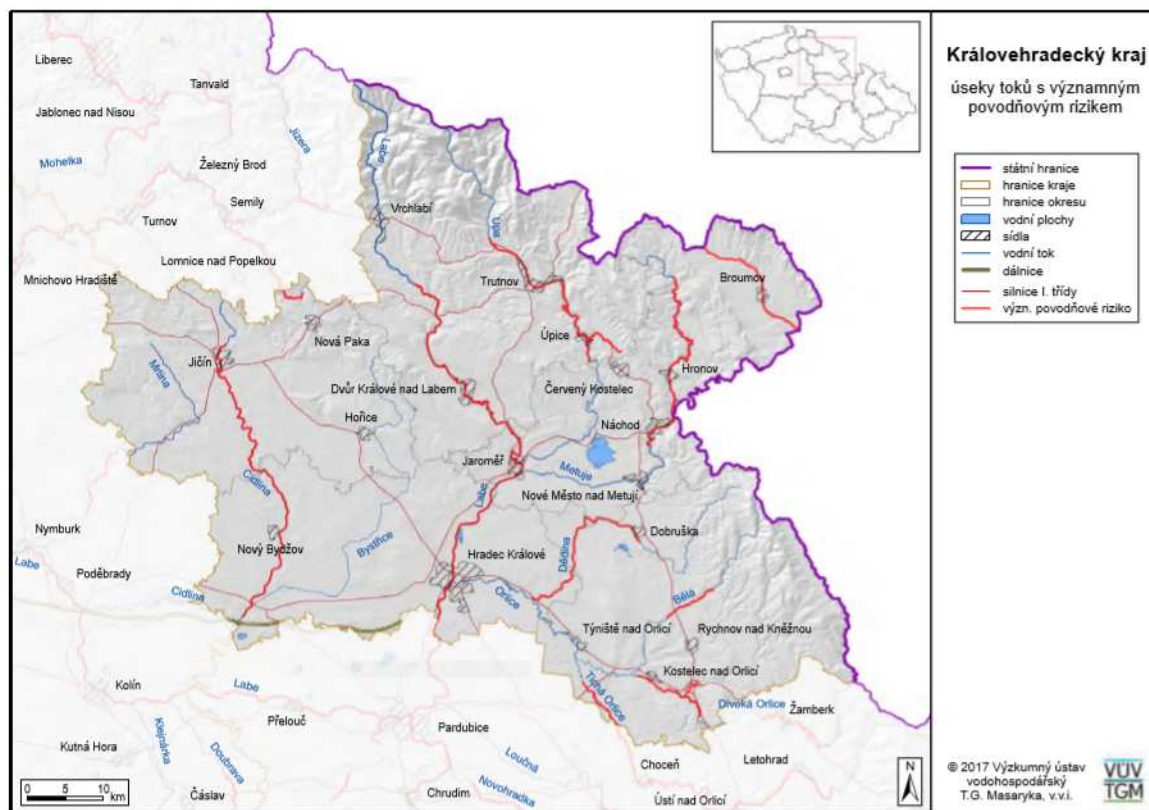 Královehradecký kraj
úseky toků s významným
povodňovým rizikem
státní hranice
hranice kraje
hranice okresu
vodní plochy
sídla
vodní tok
dálnice
silnice I. třídy
význ. povodňové riziko
Liberec
Tanvald
Jablonec nad Nisou
Jizera
Mohelka
Železný Brod
Labe
Semily
Vrchlabí
Turnov
Úpa
Lomnice nad Popelkou
Mnichovo Hradiště
Trutnov
Broumov
Nová Paka
Úpice
Jičín
Mrlina
Hronov
Dvůr Králové nad Labem
Červený Kostelec
Hořice
Náchod
Jaroměř
Metuje
Cidlina
Labe
Nové Město nad Metují
Nymburk
Nový Bydžov
Bystřice
Hradec Králové
Dědina
Dobruška
Labe
Poděbrady
Cidlina
Orlice
Bělá
Týniště nad Orlicí
Rychnov nad Kněžnou
Kostelec nad Orlicí
Tichá Orlice
Kolín
Labe
Divoká Orlice
Žamberk
Přelouč
Pardubice
Klejnárka
Kutná Hora
Doubrava
Loučná
Choceň
Letohrad
Novohradka
Čáslav
Chrudim
Ústí nad Orlicí
0 5 10
km
N
© 2017 Výzkumný ústav
vodohospodářský
T.G. Masaryka, v.v.i.
VÚV
TGM